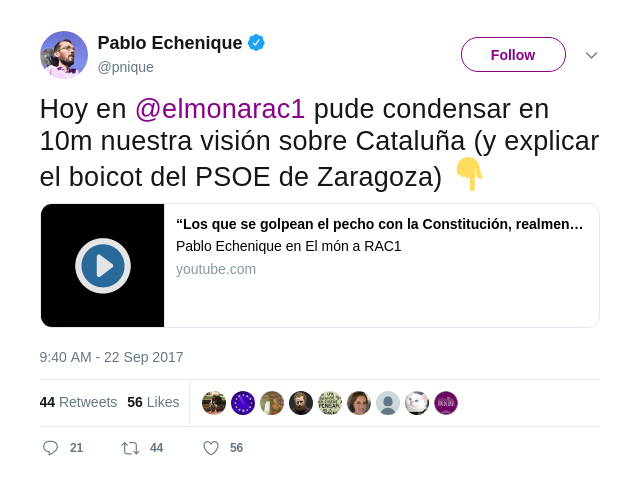 Pablo Echenique
@pnique
Follow
Hoy en @elmonarac1 pude condensar en
10m nuestra visión sobre Cataluña (y explicar
el boicot del PSOE de Zaragoza) 👇
“Los que se golpean el pecho con la Constitución, realmen…
Pablo Echenique en El món a RAC1
youtube.com
9:40 AM - 22 Sep 2017
44 Retweets 56 Likes
21 44 56